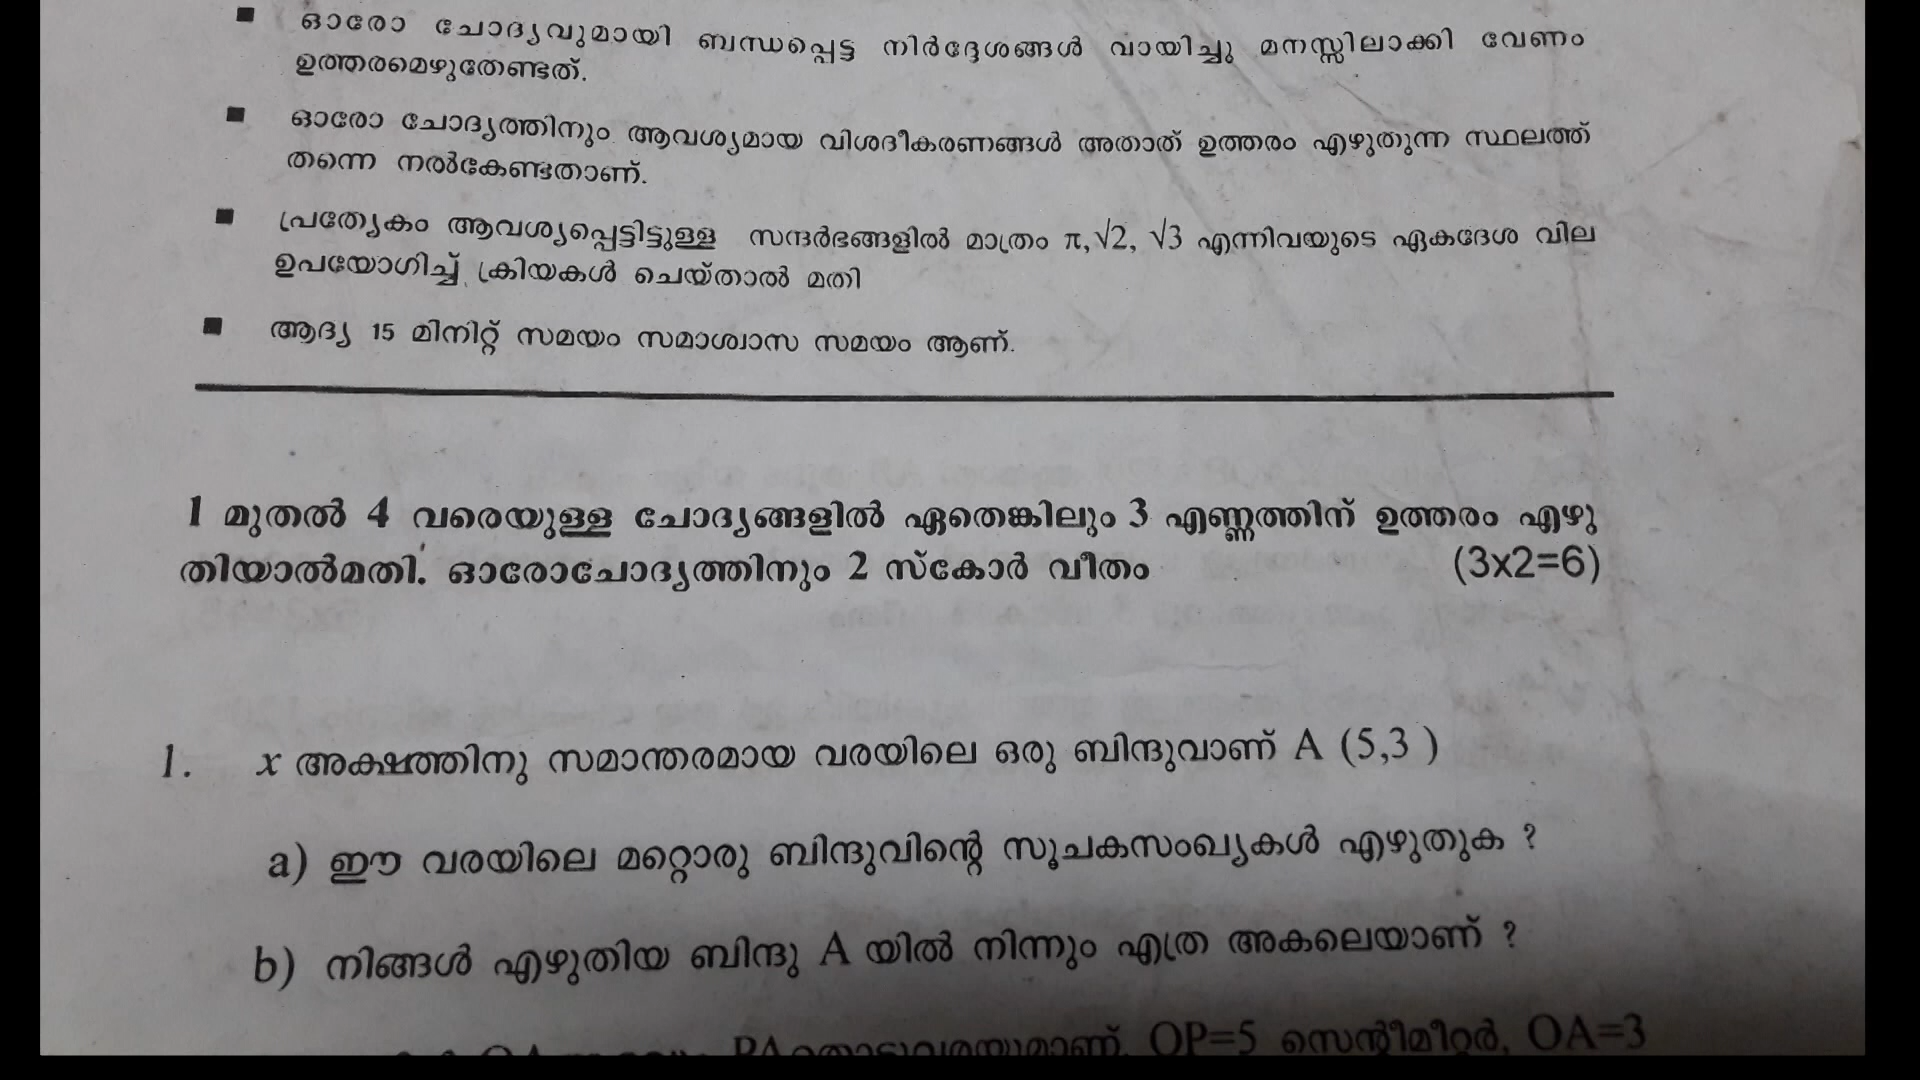 ■ ഓരോ ചോദ്യവുമായി ബന്ധപ്പെട്ട നിർദ്ദേശങ്ങൾ വായിച്ചു മനസ്സിലാക്കി വേണം
ഉത്തരമെഴുതേണ്ടത്.
■ ഓരോ ചോദ്യത്തിനും ആവശ്യമായ വിശദീകരണങ്ങൾ അതാത് ഉത്തരം എഴുതുന്ന സ്ഥലത്ത്
തന്നെ നൽകേണ്ടതാണ്.
■ പ്രത്യേകം ആവശ്യപ്പെട്ടിട്ടുള്ള സന്ദർഭങ്ങളിൽ മാത്രം π,√2, √3 എന്നിവയുടെ ഏകദേശ വില
ഉപയോഗിച്ച് ക്രിയകൾ ചെയ്താൽ മതി
■ ആദ്യ 15 മിനിറ്റ് സമയം സമാശ്വാസ സമയം ആണ്.
1 മുതൽ 4 വരെയുള്ള ചോദ്യങ്ങളിൽ ഏതെങ്കിലും 3 എണ്ണത്തിന് ഉത്തരം എഴു
തിയാൽമതി. ഓരോചോദ്യത്തിനും 2 സ്കോർ വീതം (3x2=6)
1. x അക്ഷത്തിനു സമാന്തരമായ വരയിലെ ഒരു ബിന്ദുവാണ് A (5,3 )
a) ഈ വരയിലെ മറ്റൊരു ബിന്ദുവിന്റെ സൂചകസംഖ്യകൾ എഴുതുക ?
b) നിങ്ങൾ എഴുതിയ ബിന്ദു A യിൽ നിന്നും എത്ര അകലെയാണ് ?
PA തൊടുവരയുമാണ്. OP=5 സെന്റീമീറ്റർ, OA=3